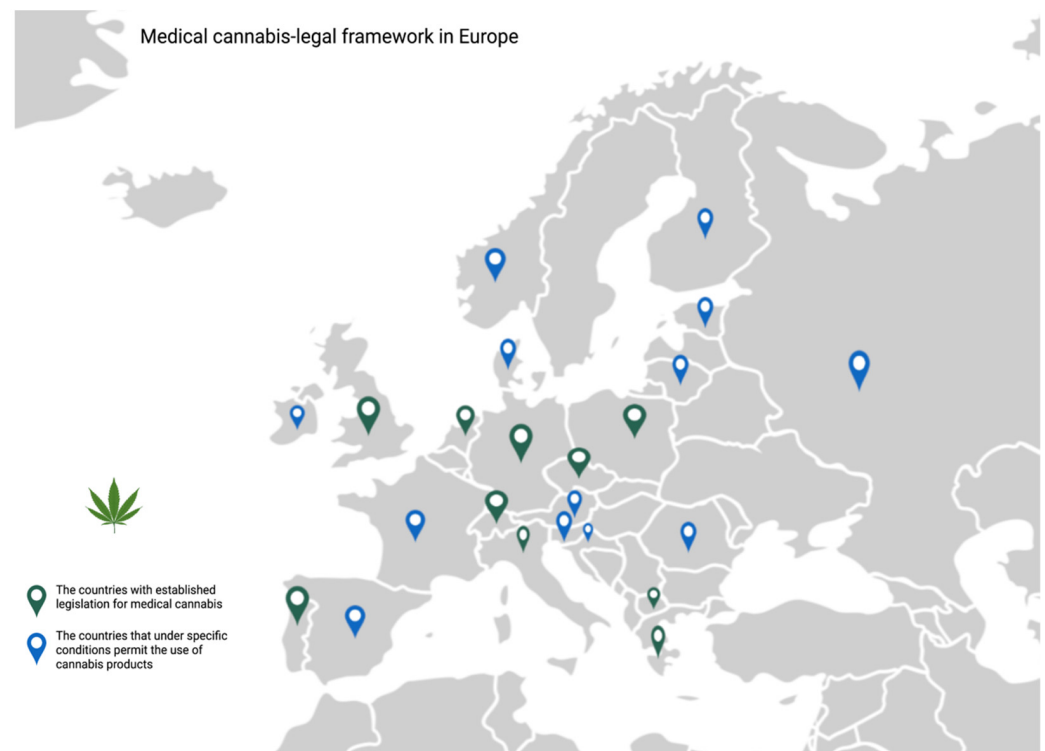 Medical cannabis-legal framework in Europe
The countries with established
legislation for medical cannabis
The countries that under specific
conditions permit the use of
cannabis products